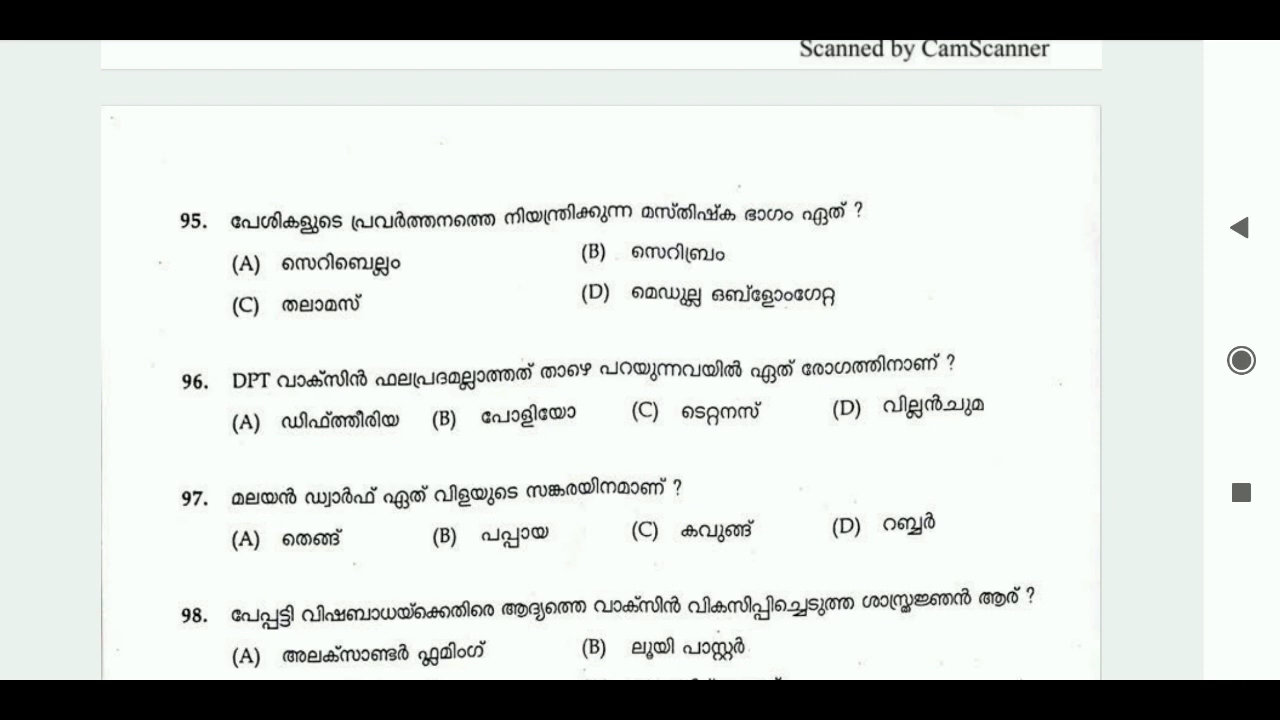 Scanned by CamScanner
95. പേശികളുടെ പ്രവർത്തനത്തെ നിയന്ത്രിക്കുന്ന മസ്തിഷ്ക ഭാഗം ഏത് ?
(A) സെറിബെല്ലം (B) സെറിബ്രം
(C) തലാമസ് (D) മെഡുല്ല ഒബ്ളോംഗേറ്റ
96. DPT വാക്സിൻ ഫലപ്രദമല്ലാത്തത് താഴെ പറയുന്നവയിൽ ഏത് രോഗത്തിനാണ് ?
(A) ഡിഫ്ത്തീരിയ (B) പോളിയോ (C) ടെറ്റനസ് (D) വില്ലൻചുമ
97. മലയൻ ഡ്വാർഫ് ഏത് വിളയുടെ സങ്കരയിനമാണ് ?
(A) തെങ്ങ് (B) പപ്പായ (C) കവുങ്ങ് (D) റബ്ബർ
98. പേപ്പട്ടി വിഷബാധയ്ക്കെതിരെ ആദ്യത്തെ വാക്സിൻ വികസിപ്പിച്ചെടുത്ത ശാസ്ത്രജ്ഞൻ ആര് ?
(A) അലക്സാണ്ടർ ഫ്ലമിംഗ് (B) ലൂയി പാസ്റ്റർ